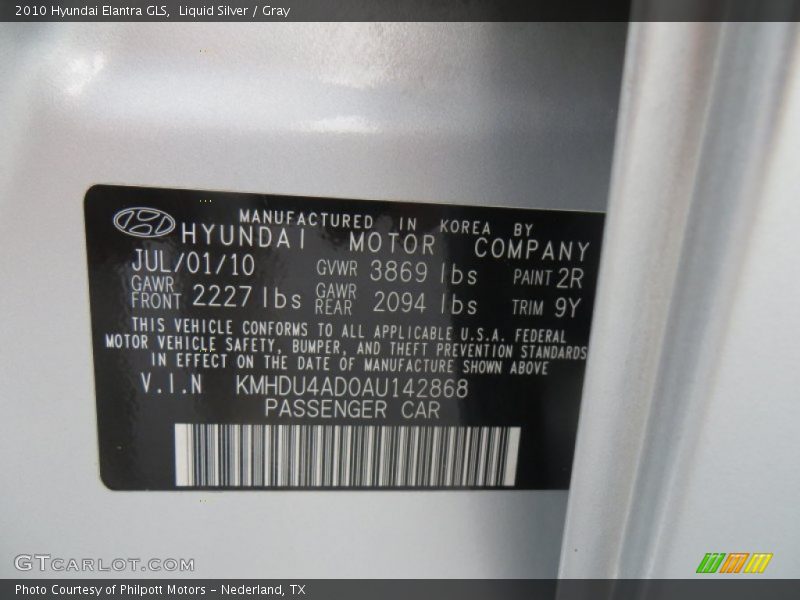 2010 Hyundai Elantra GLS,  Liquid Silver / Gray
MANUFACTURED IN KOREA BY
HYUNDAI MOTOR COMPANY
JUL/01/10 GVWR 3869 lbs PAINT 2R
GAWR FRONT 2227 lbs GAWR REAR 2094 lbs TRIM 9Y
THIS VEHICLE CONFORMS TO ALL APPLICABLE U.S.A. FEDERAL
MOTOR VEHICLE SAFETY, BUMPER, AND THEFT PREVENTION STANDARDS
IN EFFECT ON THE DATE OF MANUFACTURE SHOWN ABOVE
V.I.N KMHDU4AD0AU142868
PASSENGER CAR
GTCARLOT.COM
Photo Courtesy of Philpott Motors – Nederland, TX